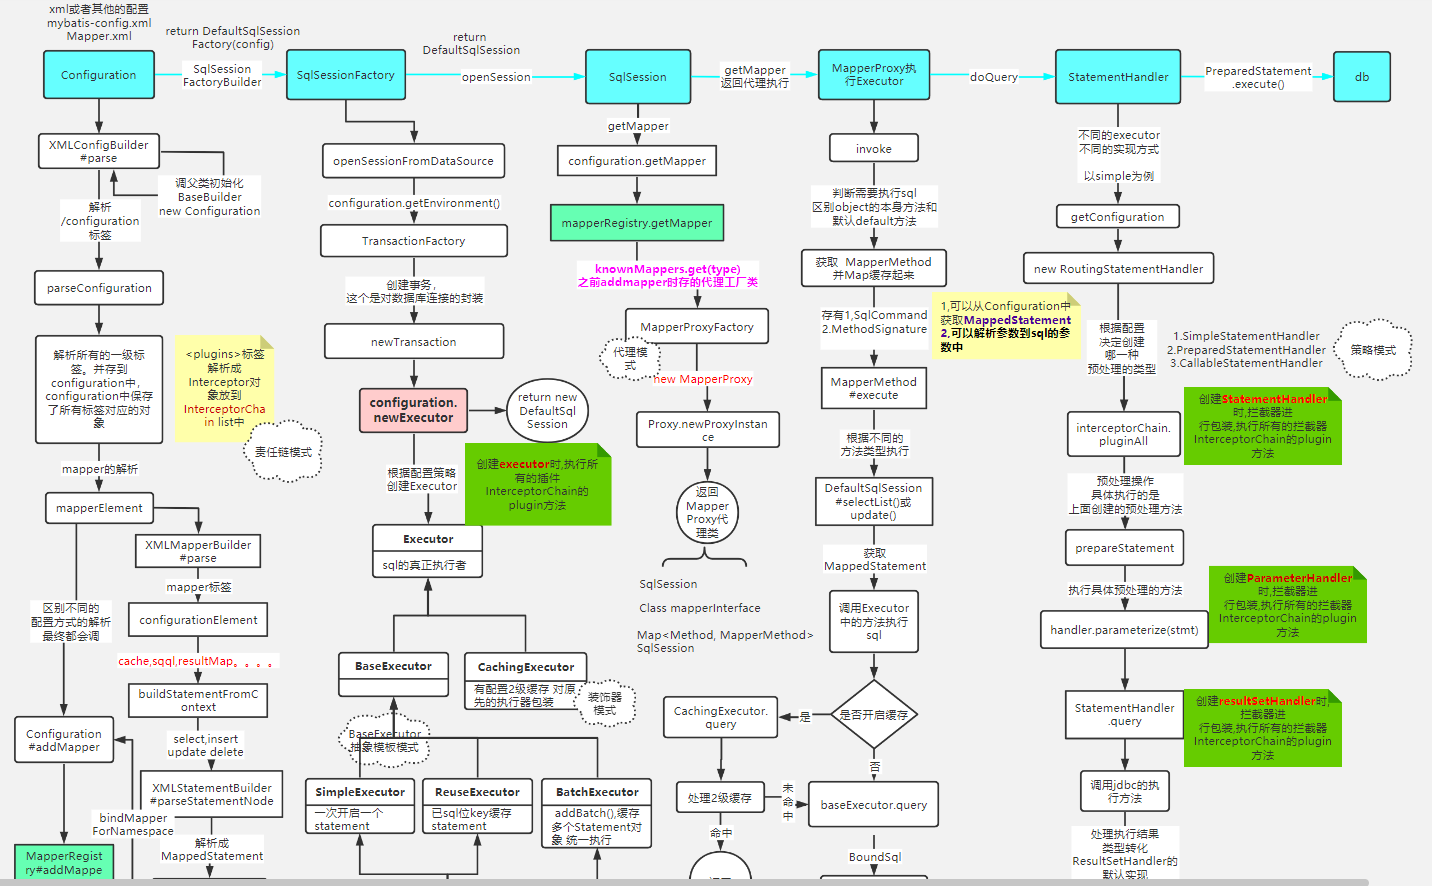 xml或者其他的配置
mybatis-config.xml
Mapper.xml
return DefaultSqlSession
Factory(config)
return
DefaultSqlSession
Configuration
SqlSession
FactoryBuilder
SqlSessionFactory
openSession
SqlSession
getMapper
返回代理执行
MapperProxy执
行Executor
doQuery
StatementHandler
PreparedStatement
.execute()
db
XMLConfigBuilder
#parse
调父类初始化
BaseBuilder
new Configuration
解析
/configuration
标签
parseConfiguration
解析所有的一级标
签。并存到
configuration中，
configuration中保存
了所有标签对应的对
象
<plugins>标签
解析成
Interceptor对
象放到
InterceptorCha
in list中
责任链模式
mapper的解析
mapperElement
XMLMapperBuilder
#parse
mapper标签
configurationElement
cache,sqql,resultMap。。。。
buildStatementFromC
ontext
select,insert
update delete
XMLStatementBuilder
#parseStatementNode
解析成
MappedStatement
区别不同的
配置方式的解析
最终都会调
Configuration
#addMapper
bindMapper
ForNamespace
MapperRegist
ry#addMappe
openSessionFromDataSource
configuration.getEnvironment()
TransactionFactory
创建事务，
这个是对数据库连接的封装
newTransaction
configuration.
newExecutor
return new
DefaultSql
Session
根据配置策略
创建Executor
创建executor时,执行所
有的插件
InterceptorChain的
plugin方法
Executor
sql的真正执行者
BaseExecutor
CachingExecutor
有配置2级缓存 对原
先的执行器包装
装饰器
模式
BaseExecutor
抽象模板模式
SimpleExecutor
一次开启一个
statement
ReuseExecutor
已sql位key缓存
statement
BatchExecutor
addBatch(),缓存
多个Statement对
象 统一执行
getMapper
configuration.getMapper
mapperRegistry.getMapper
knownMappers.get(type)
之前addmapper时存的代理工厂类
MapperProxyFactory
代理模
式
new MapperProxy
Proxy.newProxyInstan
ce
返回
Mapper
Proxy代
理类
SqlSession
Class mapperInterface
Map<Method, MapperMethod>
SqlSession
invoke
判断需要执行sql
区别object的本身方法和
默认default方法
获取 MapperMethod
并Map缓存起来
存有1,SqlCommand
2.MethodSignature
1,可以从Configuration中
获取MappedStatement
2,可以解析参数到sql的参
数中
MapperMethod
#execute
根据不同的
方法类型执行
DefaultSqlSession
#selectList()或
update()
获取
MappedStatement
调用Executor
中的方法执行
sql
是否开启缓存
是
否
CachingExecutor.
query
处理2级缓存
未
命
中
命中
baseExecutor.query
BoundSql
不同的executor
不同的实现方式
以simple为例
getConfiguration
new RoutingStatementHandler
根据配置
决定创建
哪一种
预处理的类型
1.SimpleStatementHandler
2.PreparedStatementHandler
3.CallableStatementHandler
策略模式
interceptorChain.
pluginAll
创建StatementHandler
时,拦截器进
行包装,执行所有的拦截器
InterceptorChain的plugin
方法
预处理操作
具体执行的是
上面创建的预处理方法
prepareStatement
执行具体预处理的方法
创建ParameterHandler
时,拦截器进
行包装,执行所有的拦截器
InterceptorChain的plugin
方法
handler.parameterize(stmt)
StatementHandler
.query
创建resultSetHandler时,
拦截器进
行包装,执行所有的拦截器
InterceptorChain的plugin
方法
调用jdbc的执
行方法
处理执行结果
类型转化
ResultSetHandler的
默认实现